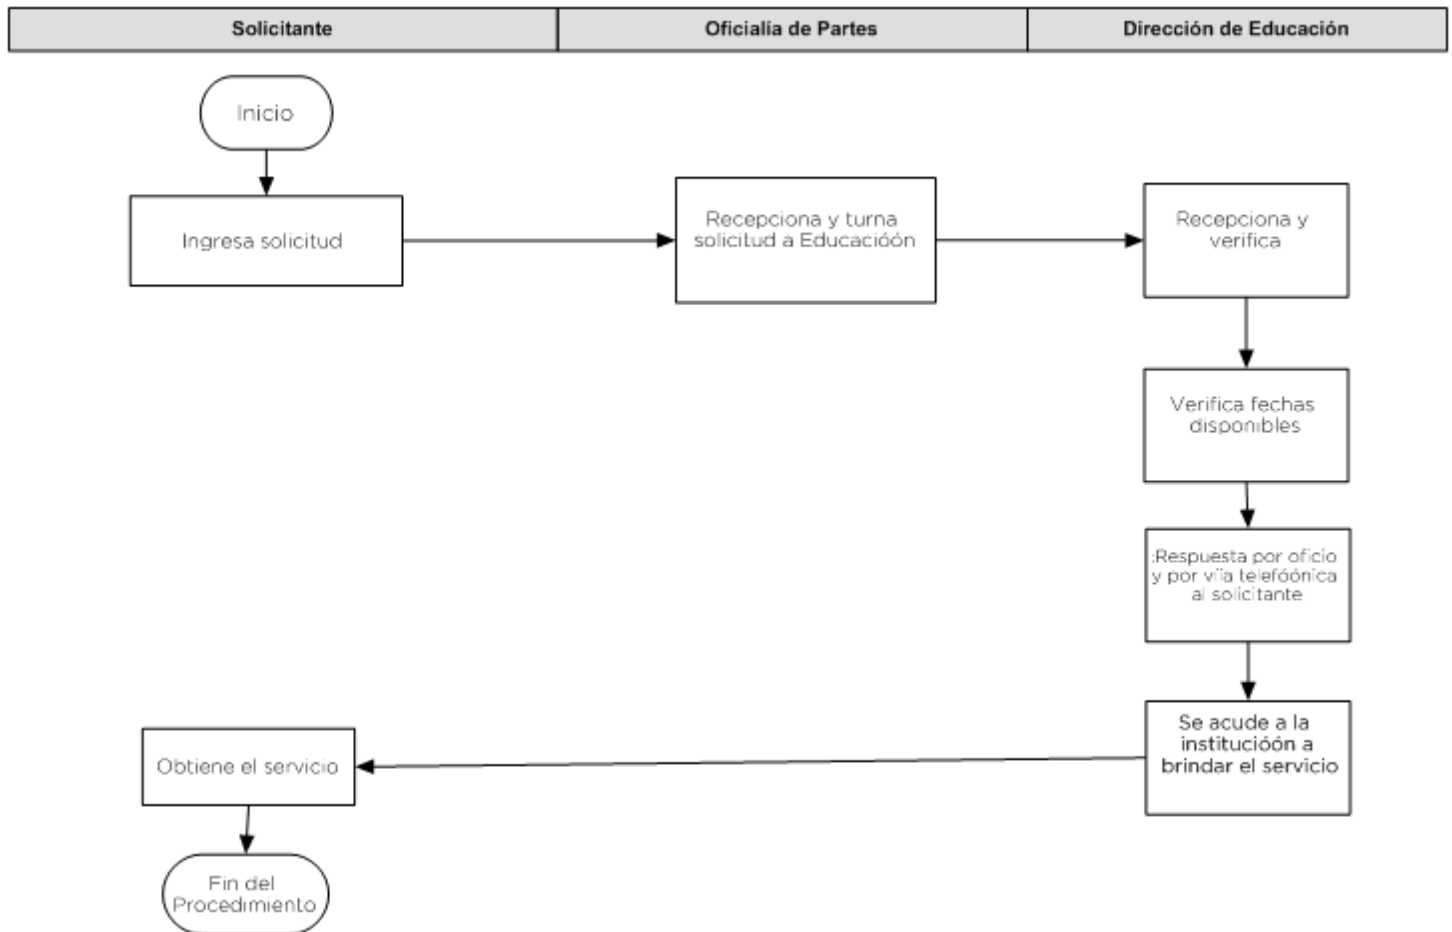 Solicitante
Oficialía de Partes
Dirección de Educación
Inicio
Ingresa solicitud
Recepciona y turna
solicitud a Educacióón
Recepciona y
verifica
Verifica fechas
disponibles
:Respuesta por oficio
y por víía telefóónica
al solicitante
Se acude a la
institucióón a
brindar el servicio
Obtiene el servicio
Fin del
Procedimiento